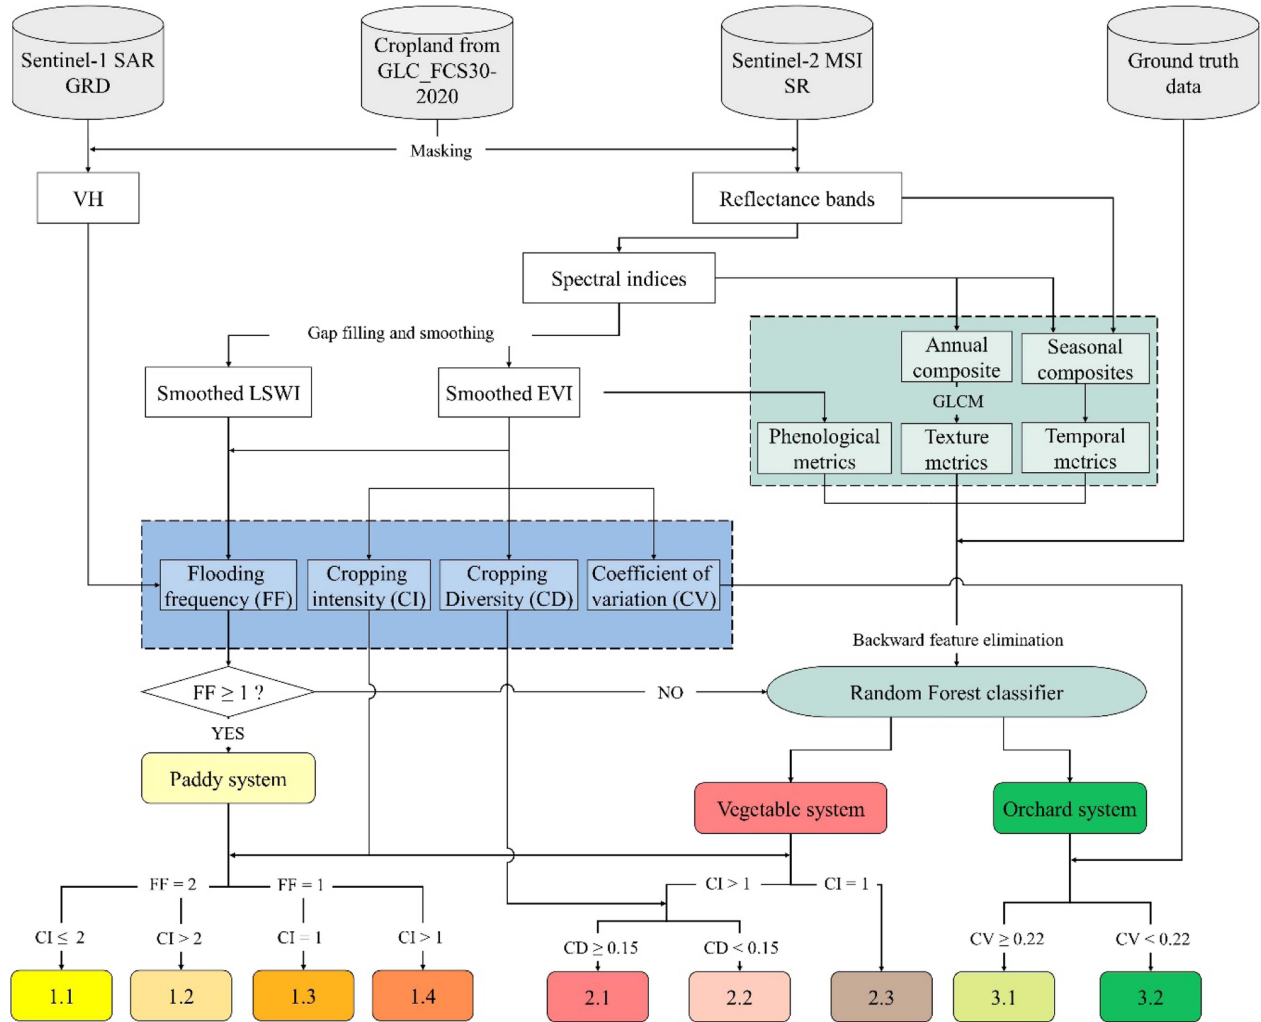 Sentinel-1 SAR
GRD
Cropland from
GLC_FCS30-
2020
Sentinel-2 MSI
SR
Ground truth
data
Masking
VH
Reflectance bands
Spectral indices
Gap filling and smoothing
Smoothed LSWI
Smoothed EVI
Annual
composite
Seasonal
composites
GLCM
Phenological
metrics
Texture
metrics
Temporal
metrics
Flooding
frequency (FF)
Cropping
intensity (CI)
Cropping
Diversity (CD)
Coefficient of
variation (CV)
Backward feature elimination
FF ≥ 1 ?
NO
Random Forest classifier
YES
Paddy system
Vegetable system
Orchard system
FF = 2
FF = 1
CI > 1
CI = 1
CI ≤ 2
CI > 2
CI = 1
CI > 1
CD ≥ 0.15
CD < 0.15
CV ≥ 0.22
CV < 0.22
1.1
1.2
1.3
1.4
2.1
2.2
2.3
3.1
3.2